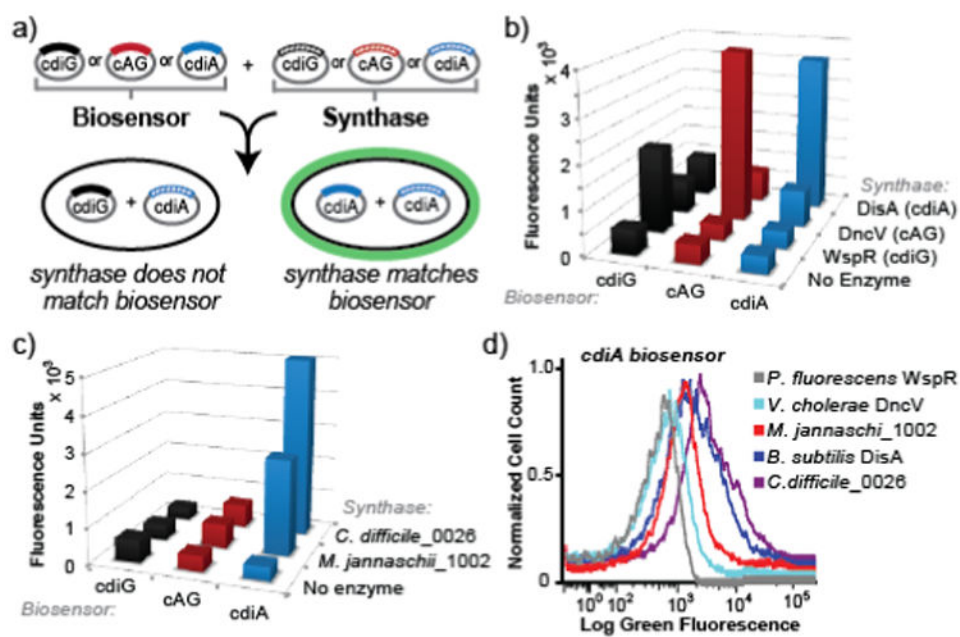 a)
cdiG or cAG or cdiA + cdiG or cAG or cdiA
Biosensor Synthase
cdiG + cdiA
cdiA + cdiA
synthase does not
match biosensor
synthase matches
biosensor
b)
Fluorescence Units
x 10³
4
3
2
1
0
cdiG
cAG
cdiA
Biosensor:
Synthase:
DisA (cdiA)
DncV (cAG)
WspR (cdiG)
No Enzyme
c)
Fluorescence Units
x 10³
5
4
3
2
1
0
cdiG
cAG
cdiA
Biosensor:
Synthase:
C. difficile_0026
M. jannaschii_1002
No enzyme
d)
cdiA biosensor
Normalized Cell Count
1.0
0.5
0
10⁰ 10² 10³ 10⁴ 10⁵
Log Green Fluorescence
P. fluorescens WspR
V. cholerae DncV
M. jannaschi_1002
B. subtilis DisA
C.difficile_0026